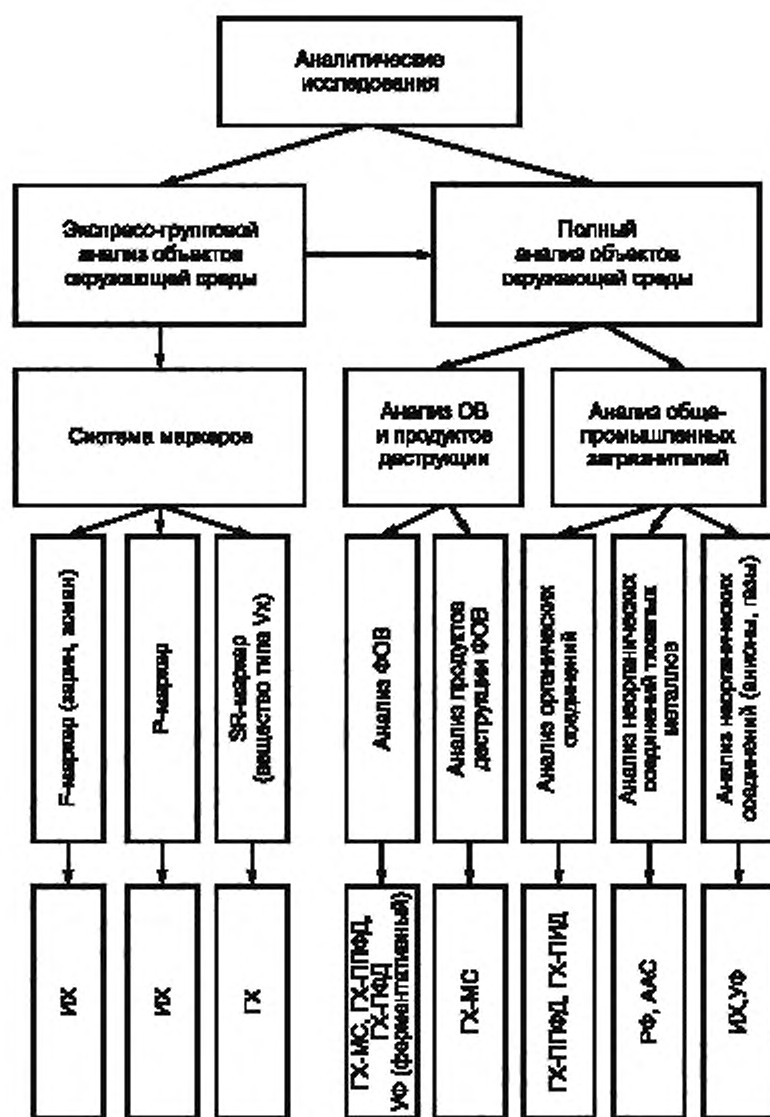 Аналитические
исследования
Экспресс-групповой
анализ объектов
окружающей среды
Полный
анализ объектов
окружающей среды
Система маркеров
Анализ ОВ
и продуктов
деструкции
Анализ обще-
промышленных
загрязнителей
F-маркер (зарин, зоман)
P-маркер
SR-маркер
(вещество типа Vx)
Анализ ФОВ
Анализ продуктов
деструкции ФОВ
Анализ органических
соединений
Анализ неорганических
соединений тяжелых
металлов
Анализ неорганических
соединений (анионы, газы)
ИХ
ИХ
ГХ
ГХ-МС, ГХ-ППФД,
ГХ-ПФД
УФ (ферментативный)
ГХ-МС
ГХ-ППФД, ГХ-ПИД
РФ, ААС
ИХ,УФ